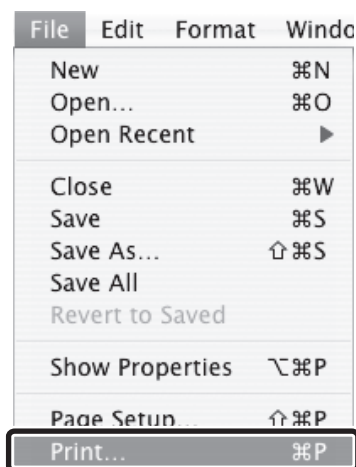 File Edit Format Windo
New ⌘N
Open... ⌘O
Open Recent ▶
Close ⌘W
Save ⌘S
Save As... ⇧⌘S
Save All
Revert to Saved
Show Properties ⌥⌘P
Page Setup... ⇧⌘P
Print... ⌘P